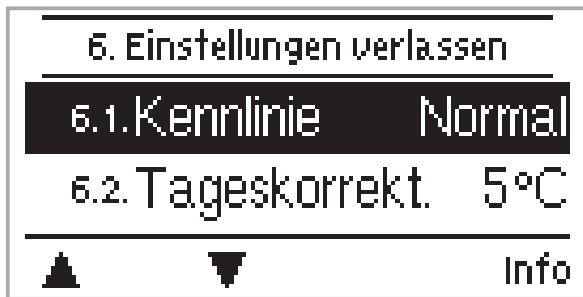 6. Einstellungen verlassen
6.1. Kennlinie Normal
6.2. Tageskorrekt. 5°C
Info